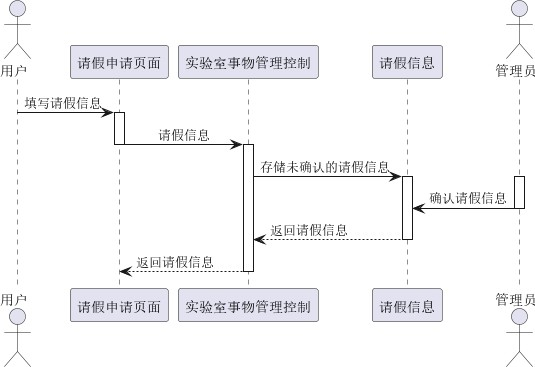 用户
请假申请页面
实验室事物管理控制
请假信息
管理员
填写请假信息
请假信息
存储未确认的请假信息
确认请假信息
返回请假信息
返回请假信息
用户
请假申请页面
实验室事物管理控制
请假信息
管理员